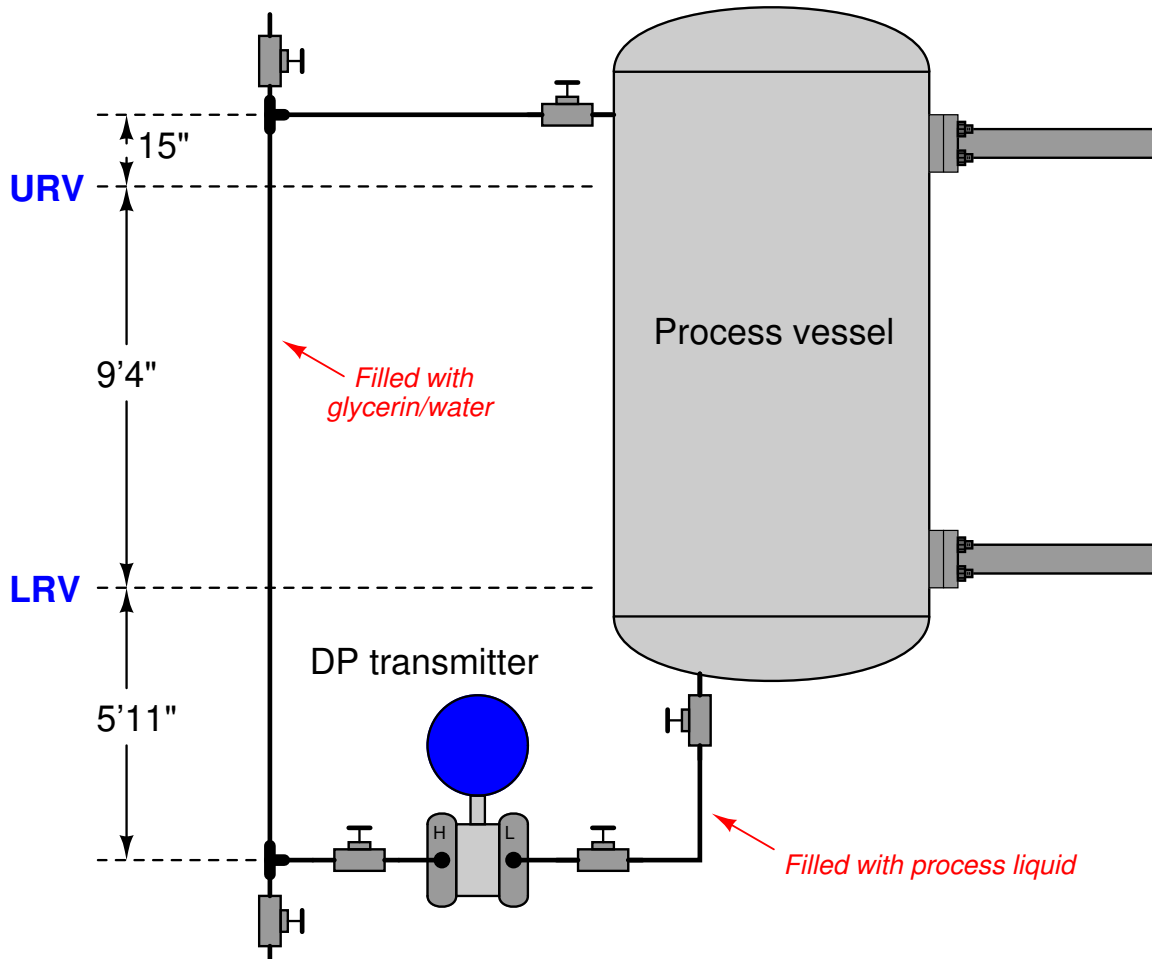 15"
URV
Process vessel
9'4"
Filled with
glycerin/water
LRV
DP transmitter
5'11"
H
L
Filled with process liquid